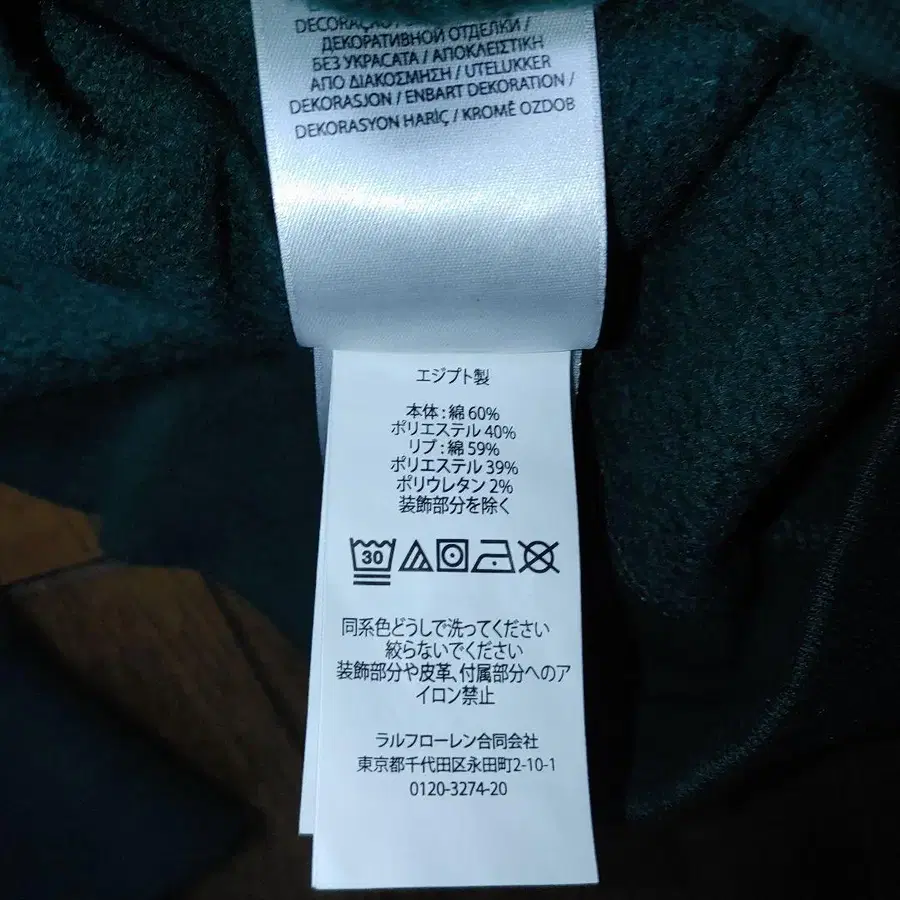 DECORAÇÃO
ДЕКОРАТИВНОЙ ОТДЕЛКИ /
БЕЗ УКРАСАТА / ΑΠΟΚΛΕΙΣΤΙΚΗ
ΑΠΟ ΔΙΑΚΟΣΜΗΣΗ / UTELUKKER
DEKORASJON / ENBART DEKORATION /
DEKORASYON HARİÇ / KROMĚ OZDOB
エジプト製
本体 : 綿 60%
ポリエステル 40%
リブ : 綿 59%
ポリエステル 39%
ポリウレタン 2%
装飾部分を除く
30
同系色どうしで洗ってください
絞らないでください
装飾部分や皮革、付属部分へのア
イロン禁止
ラルフローレン合同会社
東京都千代田区永田町2-10-1
0120-3274-20